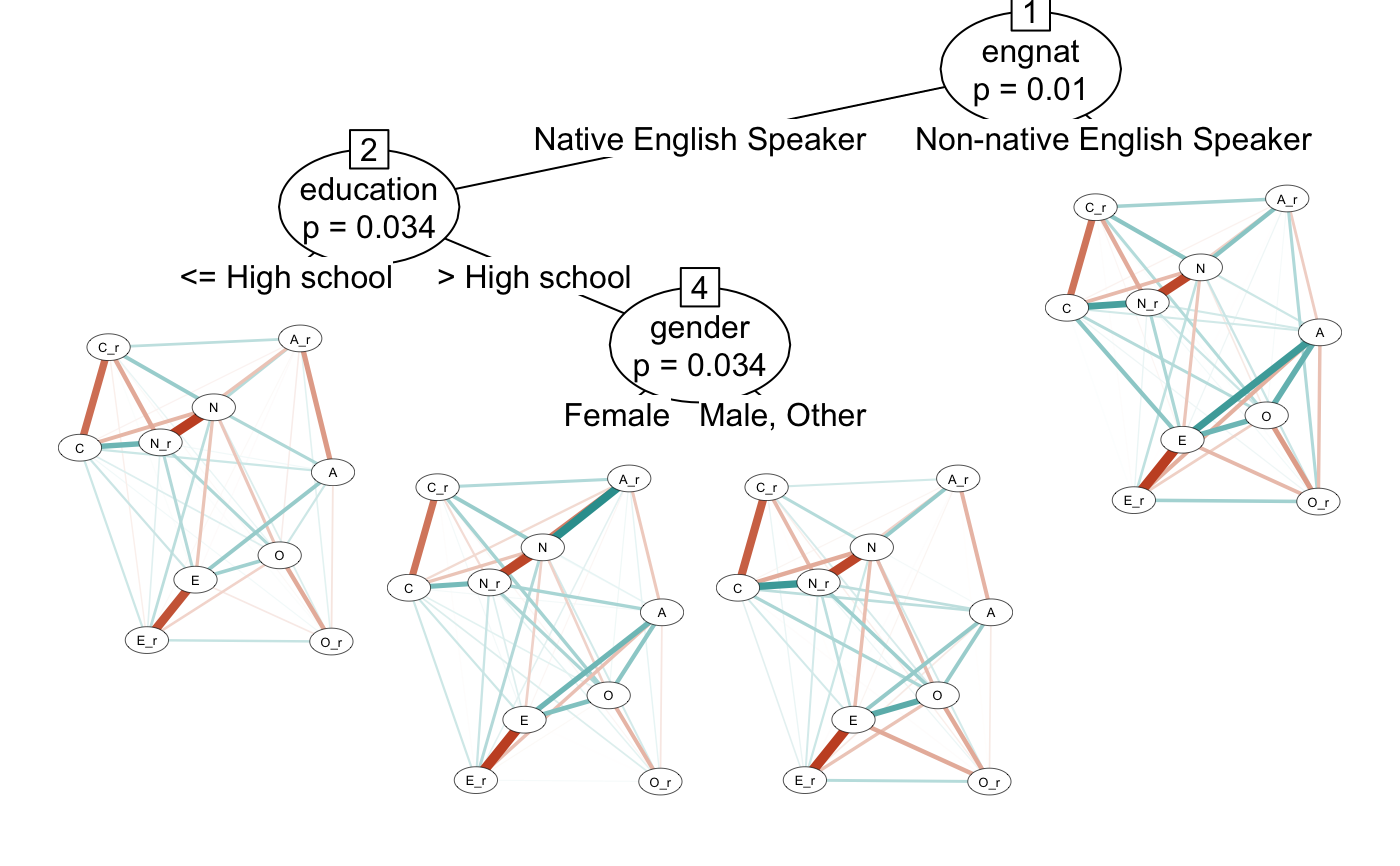 1
engnat
p = 0.01
Native English Speaker
Non-native English Speaker
2
education
p = 0.034
<= High school
> High school
4
gender
p = 0.034
Female
Male, Other
C_r
A_r
N
C
N_r
A
O
E
E_r
O_r
C_r
A_r
N
C
N_r
A
O
E
E_r
O_r
C_r
A_r
N
C
N_r
A
O
E
E_r
O_r
C_r
A_r
N
C
N_r
A
O
E
E_r
O_r